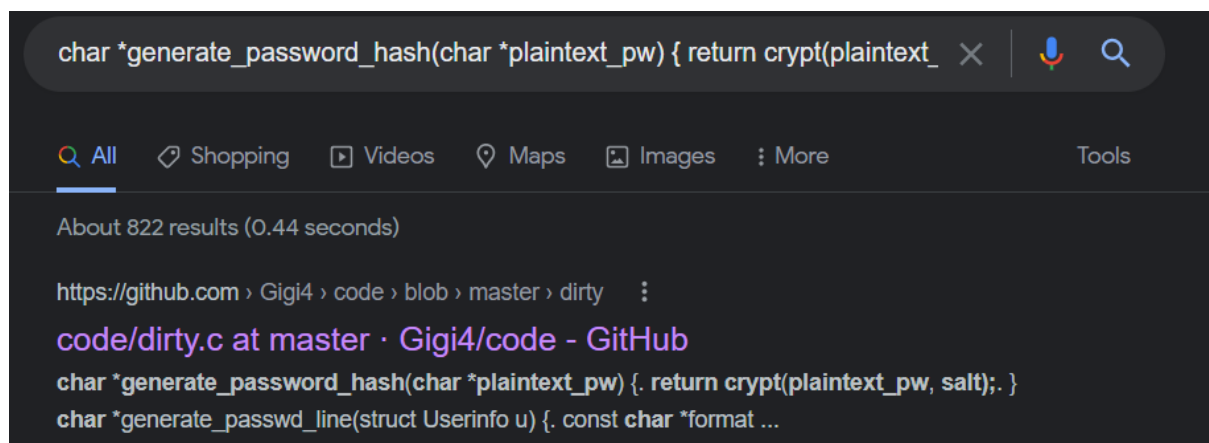 char *generate_password_hash(char *plaintext_pw) { return crypt(plaintext_
All Shopping Videos Maps Images More Tools
About 822 results (0.44 seconds)
https://github.com › Gigi4 › code › blob › master › dirty
code/dirty.c at master · Gigi4/code - GitHub
char *generate_password_hash(char *plaintext_pw) {. return crypt(plaintext_pw, salt);. }
char *generate_passwd_line(struct Userinfo u) {. const char *format ...